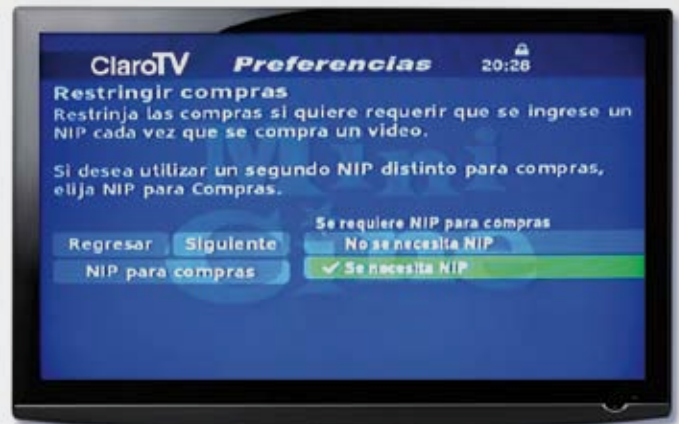 ClaroTV Preferencias 20:28
Restringir compras
Restrinja las compras si quiere requerir que se ingrese un
NIP cada vez que se compra un video.
Si desea utilizar un segundo NIP distinto para compras,
elija NIP para Compras.
Se requiere NIP para compras
Regresar Siguiente No se necesita NIP
NIP para compras ✓ Se necesita NIP
Mini
Cine